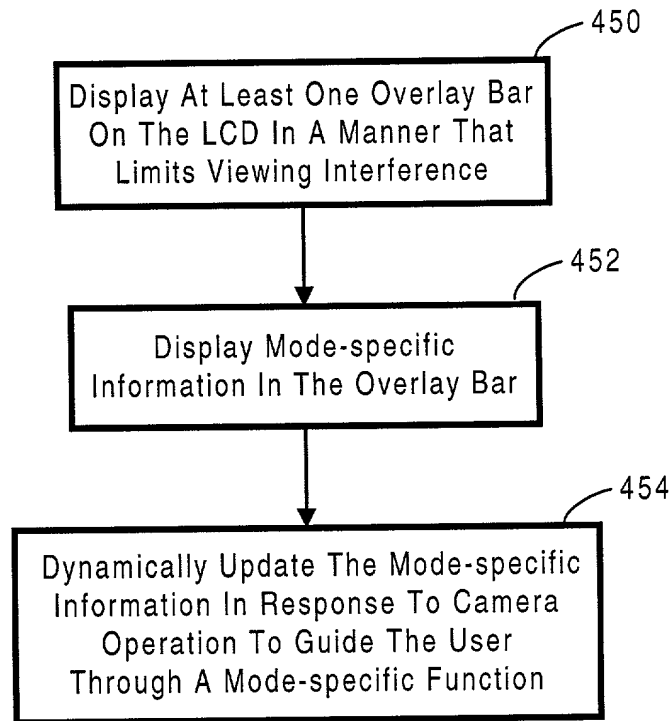 450
Display At Least One Overlay Bar
On The LCD In A Manner That
Limits Viewing Interference
452
Display Mode-specific
Information In The Overlay Bar
454
Dynamically Update The Mode-specific
Information In Response To Camera
Operation To Guide The User
Through A Mode-specific Function